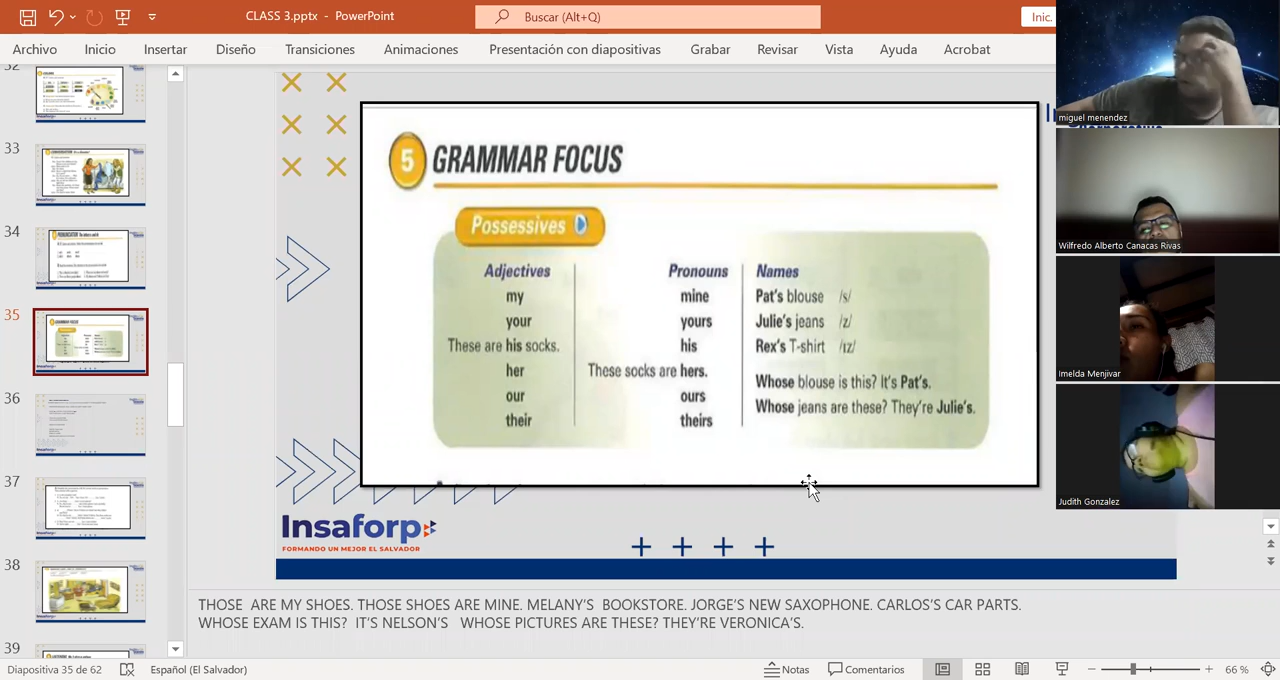 CLASS 3.pptx - PowerPoint
Buscar (Alt+Q)
Inic.
Archivo Inicio Insertar Diseño Transiciones Animaciones Presentación con diapositivas Grabar Revisar Vista Ayuda Acrobat
32
33
34
35
36
37
38
39
5 GRAMMAR FOCUS
Possessives
Adjectives Pronouns Names
my mine Pat's blouse /s/
your yours Julie's jeans /z/
These are his socks. his Rex's T-shirt /ɪz/
her These socks are hers.
Whose blouse is this? It's Pat's.
our ours
Whose jeans are these? They're Julie's.
their theirs
Insaforp
FORMANDO UN MEJOR EL SALVADOR
miguel menendez
Wilfredo Alberto Canacas Rivas
Imelda Menjivar
Judith Gonzalez
THOSE ARE MY SHOES. THOSE SHOES ARE MINE. MELANY'S BOOKSTORE. JORGE'S NEW SAXOPHONE. CARLOS'S CAR PARTS.
WHOSE EXAM IS THIS? IT'S NELSON'S WHOSE PICTURES ARE THESE? THEY'RE VERONICA'S.
Diapositiva 35 de 62 Español (El Salvador) Notas Comentarios 66 %